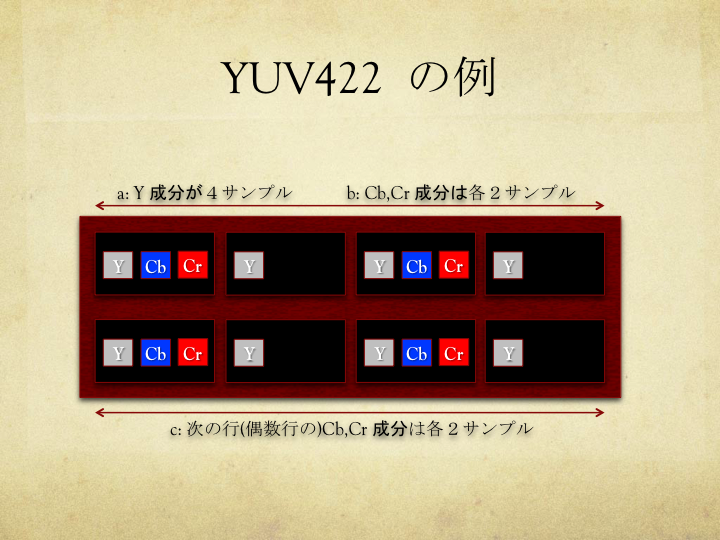 YUV422 の例
a: Y 成分が４サンプル b: Cb,Cr 成分は各２サンプル
Y Cb Cr Y Y Cb Cr Y
Y Cb Cr Y Y Cb Cr Y
c: 次の行(偶数行の)Cb,Cr 成分は各２サンプル